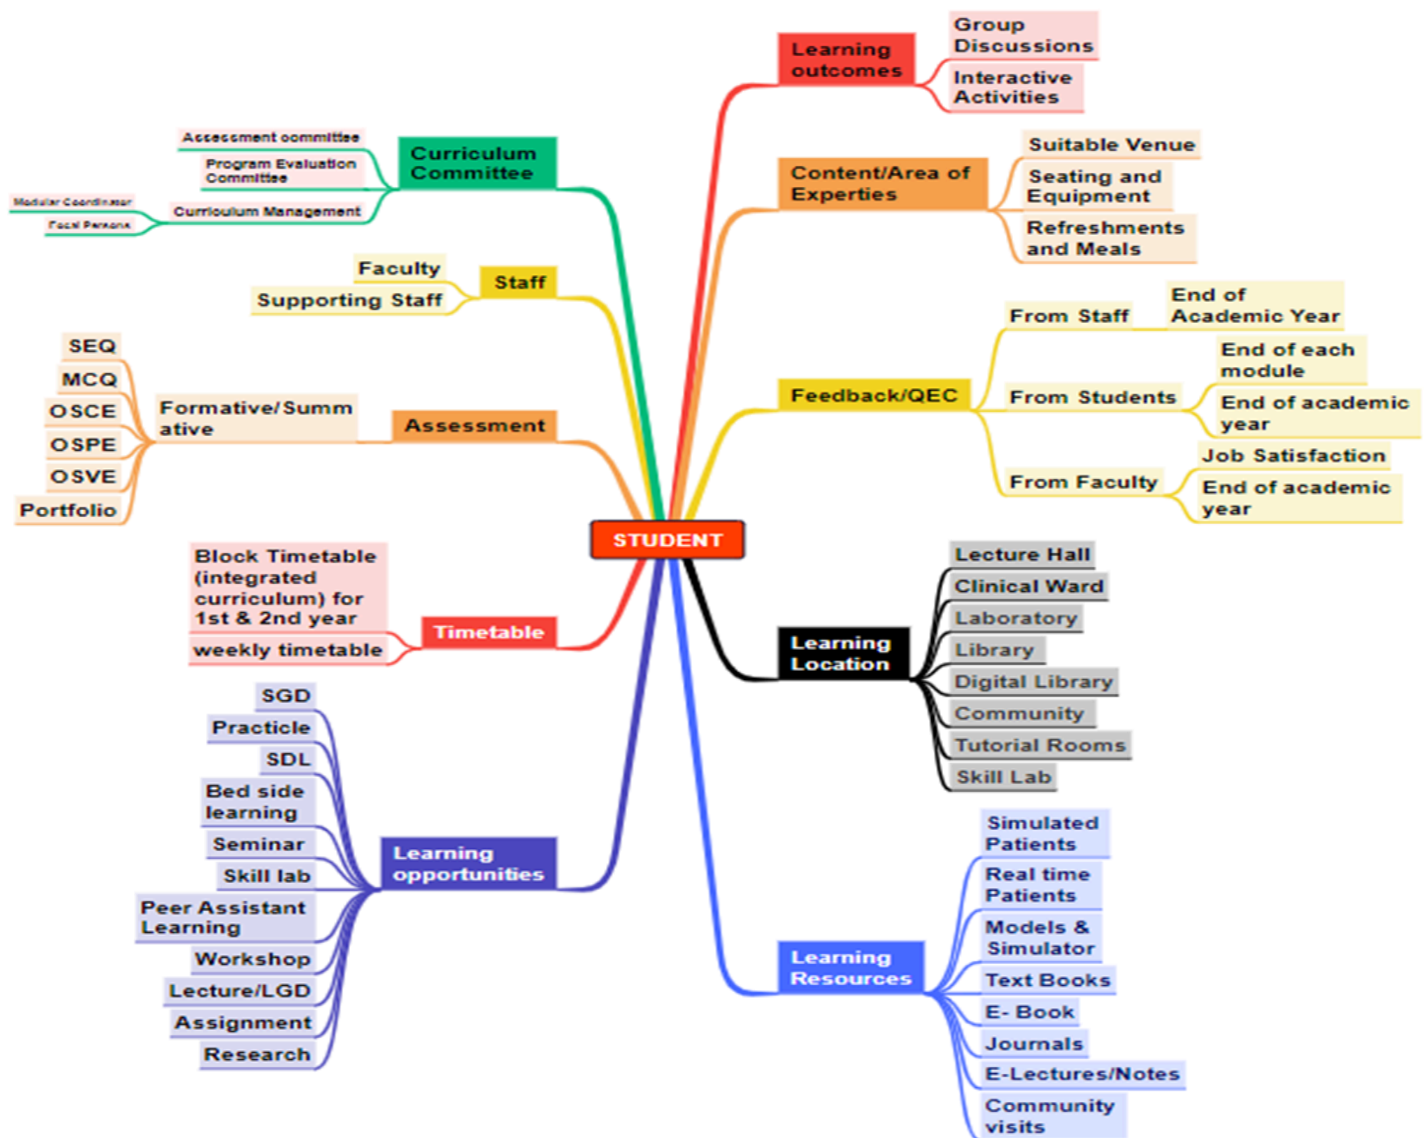 Learning
outcomes
Group
Discussions
Interactive
Activities
Content/Area of
Experties
Suitable Venue
Seating and
Equipment
Refreshments
and Meals
Feedback/QEC
From Staff
End of
Academic Year
From Students
End of each
module
End of academic
year
From Faculty
Job Satisfaction
End of academic
year
Learning
Location
Lecture Hall
Clinical Ward
Laboratory
Library
Digital Library
Community
Tutorial Rooms
Skill Lab
Learning
Resources
Simulated
Patients
Real time
Patients
Models &
Simulator
Text Books
E- Book
Journals
E-Lectures/Notes
Community
visits
STUDENT
Curriculum
Committee
Assessment committee
Program Evaluation
Committee
Curriculum Management
Modular Coordinator
Focal Persons
Staff
Faculty
Supporting Staff
Assessment
Formative/Summ
ative
SEQ
MCQ
OSCE
OSPE
OSVE
Portfolio
Timetable
Block Timetable
(integrated
curriculum) for
1st & 2nd year
weekly timetable
Learning
opportunities
SGD
Practicle
SDL
Bed side
learning
Seminar
Skill lab
Peer Assistant
Learning
Workshop
Lecture/LGD
Assignment
Research